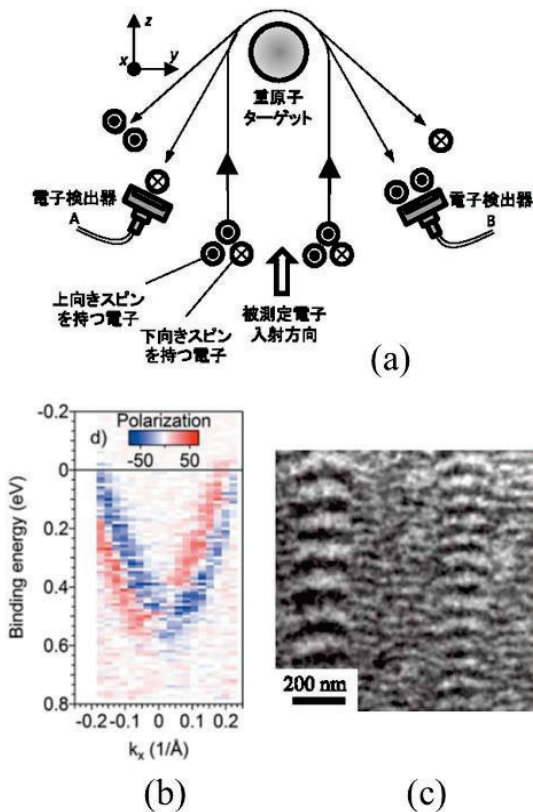 z
x
y
重原子
ターゲット
電子検出器
A
電子検出器
B
上向きスピン
を持つ電子
下向きスピン
を持つ電子
被測定電子
入射方向
(a)
-0.2
0
0.2
0.4
0.6
0.8
Binding energy (eV)
d)
Polarization
-50
50
-0.2
-0.1
0
0.1
0.2
kₓ (1/Å)
(b)
200 nm
(c)